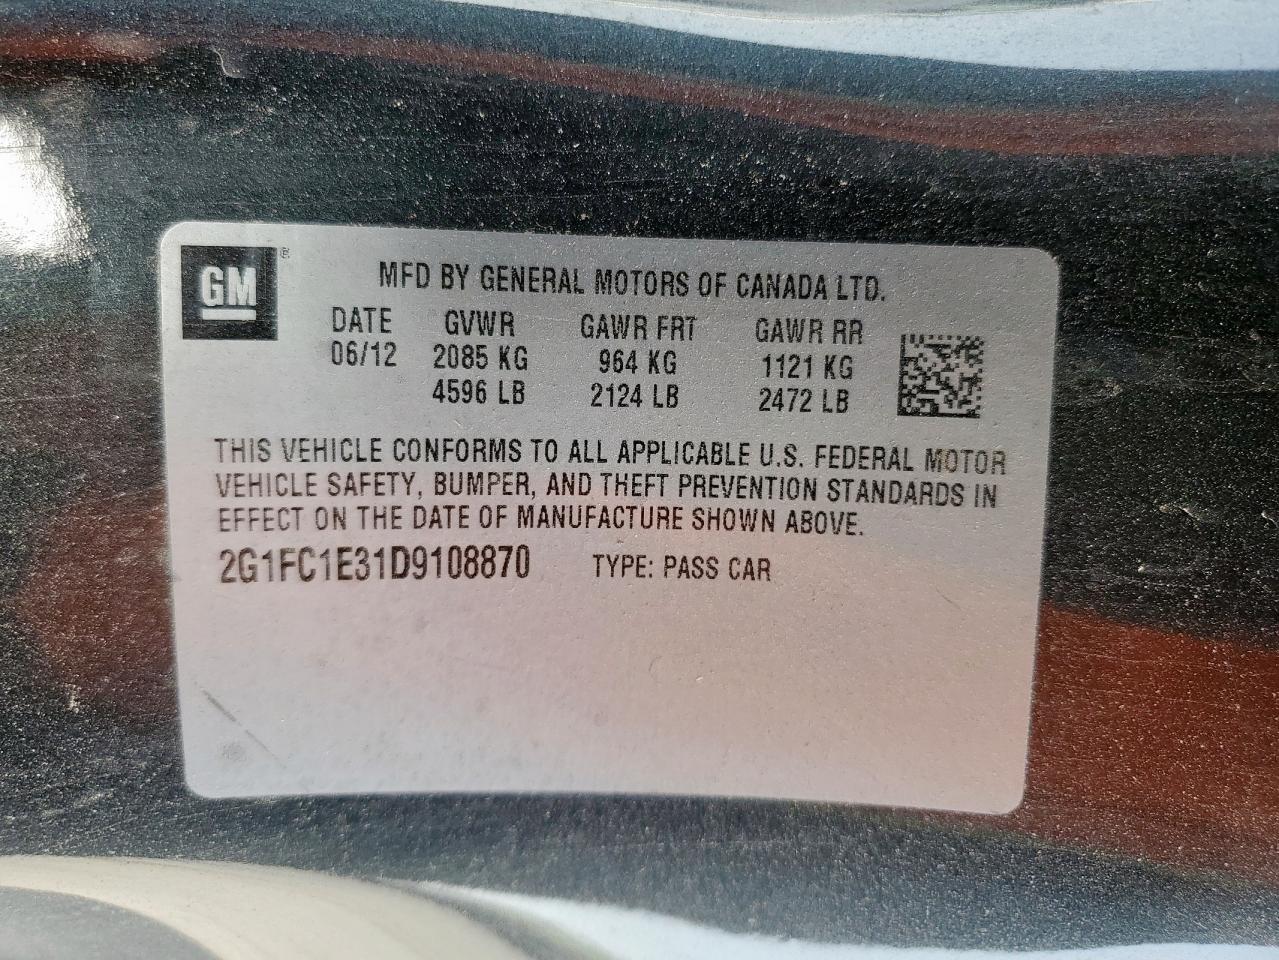 GM ®
MFD BY GENERAL MOTORS OF CANADA LTD.
DATE GVWR GAWR FRT GAWR RR
06/12 2085 KG 964 KG 1121 KG
4596 LB 2124 LB 2472 LB
THIS VEHICLE CONFORMS TO ALL APPLICABLE U.S. FEDERAL MOTOR
VEHICLE SAFETY, BUMPER, AND THEFT PREVENTION STANDARDS IN
EFFECT ON THE DATE OF MANUFACTURE SHOWN ABOVE.
2G1FC1E31D9108870 TYPE: PASS CAR